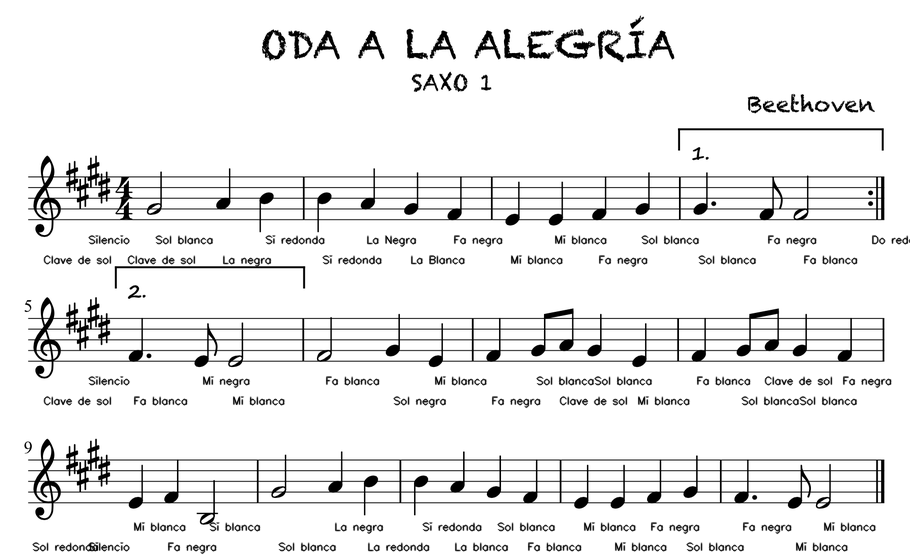 ODA A LA ALEGRÍA
SAXO 1
Beethoven
1.
4
4
Silencio Sol blanca Si redonda La Negra Fa negra Mi blanca Sol blanca Fa negra Do redo
Clave de sol Clave de sol La negra Si redonda La Blanca Mi blanca Fa negra Sol blanca Fa blanca
2.
5
Silencio Mi negra Fa blanca Mi blanca Sol blancaSol blanca Fa blanca Clave de sol Fa negra
Clave de sol Fa blanca Mi blanca Sol negra Fa negra Clave de sol Mi blanca Sol blancaSol blanca
9
Mi blanca Si blanca La negra Si redonda Sol blanca Mi blanca Fa negra Fa negra Mi blanca
Sol redonda Silencio Fa negra Sol blanca La redonda La blanca Fa blanca Mi blanca Sol blanca Mi blanca